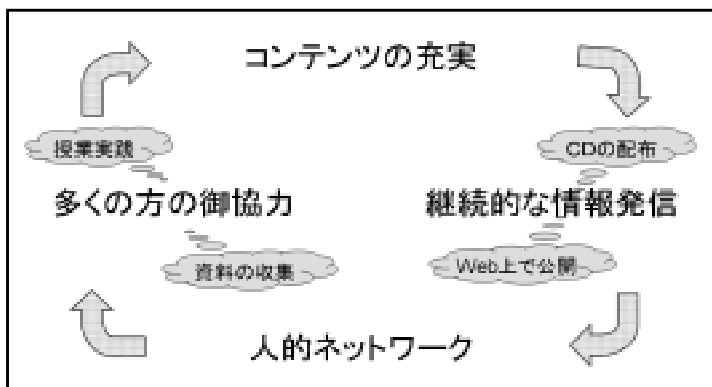 コンテンツの充実
授業実践
CDの配布
多くの方の御協力
継続的な情報発信
資料の収集
Web上で公開
人的ネットワーク